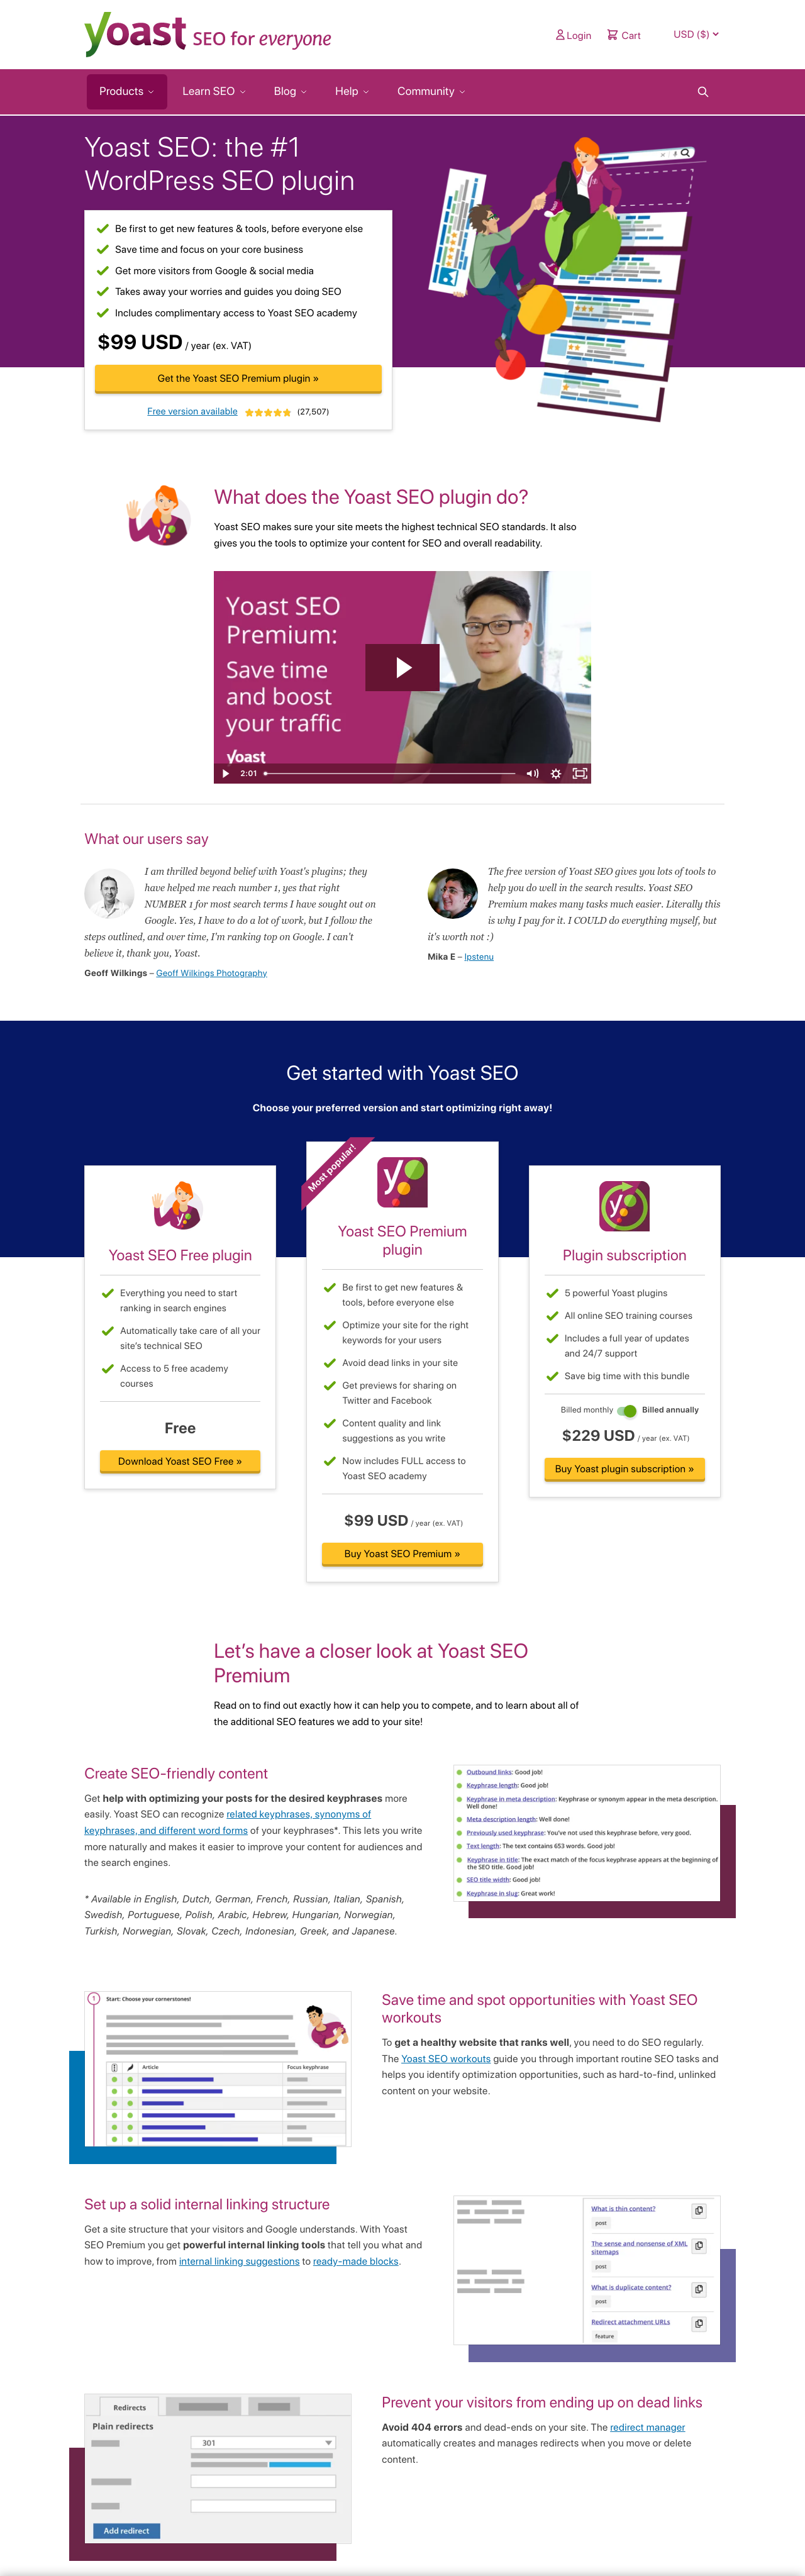 yoast SEO for everyone
Login
Cart
USD ($)
Products
Learn SEO
Blog
Help
Community
Yoast SEO: the #1
WordPress SEO plugin
Be first to get new features & tools, before everyone else
Save time and focus on your core business
Get more visitors from Google & social media
Takes away your worries and guides you doing SEO
Includes complimentary access to Yoast SEO academy
$99 USD / year (ex. VAT)
Get the Yoast SEO Premium plugin »
Free version available
(27,507)
What does the Yoast SEO plugin do?
Yoast SEO makes sure your site meets the highest technical SEO standards. It also
gives you the tools to optimize your content for SEO and overall readability.
Yoast SEO
Premium:
Save time
and boost
your traffic
yoast
2:01
What our users say
I am thrilled beyond belief with Yoast's plugins; they
have helped me reach number 1, yes that right
NUMBER 1 for most search terms I have sought out on
Google. Yes, I have to do a lot of work, but I follow the
steps outlined, and over time, I'm ranking top on Google. I can't
believe it, thank you, Yoast.
Geoff Wilkings – Geoff Wilkings Photography
The free version of Yoast SEO gives you lots of tools to
help you do well in the search results. Yoast SEO
Premium makes many tasks much easier. Literally this
is why I pay for it. I COULD do everything myself, but
it's worth not :)
Mika E – Ipstenu
Get started with Yoast SEO
Choose your preferred version and start optimizing right away!
Yoast SEO Free plugin
Everything you need to start
ranking in search engines
Automatically take care of all your
site's technical SEO
Access to 5 free academy
courses
Free
Download Yoast SEO Free »
Most popular!
Yoast SEO Premium
plugin
Be first to get new features &
tools, before everyone else
Optimize your site for the right
keywords for your users
Avoid dead links in your site
Get previews for sharing on
Twitter and Facebook
Content quality and link
suggestions as you write
Now includes FULL access to
Yoast SEO academy
$99 USD / year (ex. VAT)
Buy Yoast SEO Premium »
Plugin subscription
5 powerful Yoast plugins
All online SEO training courses
Includes a full year of updates
and 24/7 support
Save big time with this bundle
Billed monthly
Billed annually
$229 USD / year (ex. VAT)
Buy Yoast plugin subscription »
Let's have a closer look at Yoast SEO
Premium
Read on to find out exactly how it can help you to compete, and to learn about all of
the additional SEO features we add to your site!
Create SEO-friendly content
Get help with optimizing your posts for the desired keyphrases more
easily. Yoast SEO can recognize related keyphrases, synonyms of
keyphrases, and different word forms of your keyphrases*. This lets you write
more naturally and makes it easier to improve your content for audiences and
the search engines.
* Available in English, Dutch, German, French, Russian, Italian, Spanish,
Swedish, Portuguese, Polish, Arabic, Hebrew, Hungarian, Norwegian,
Turkish, Norwegian, Slovak, Czech, Indonesian, Greek, and Japanese.
Outbound links: Good job!
Keyphrase length: Good job!
Keyphrase in meta description: Keyphrase or synonym appear in the meta description.
Well done!
Meta description length: Well done!
Previously used keyphrase: You've not used this keyphrase before, very good.
Text length: The text contains 653 words. Good job!
Keyphrase in title: The exact match of the focus keyphrase appears at the beginning of
the SEO title. Good job!
SEO title width: Good job!
Keyphrase in slug: Great work!
1
Start: Choose your cornerstones!
Article
Focus keyphrase
Save time and spot opportunities with Yoast SEO
workouts
To get a healthy website that ranks well, you need to do SEO regularly.
The Yoast SEO workouts guide you through important routine SEO tasks and
helps you identify optimization opportunities, such as hard-to-find, unlinked
content on your website.
Set up a solid internal linking structure
Get a site structure that your visitors and Google understands. With Yoast
SEO Premium you get powerful internal linking tools that tell you what and
how to improve, from internal linking suggestions to ready-made blocks.
What is thin content?
post
The sense and nonsense of XML
sitemaps
post
What is duplicate content?
post
Redirect attachment URLs
feature
Redirects
Plain redirects
301
Add redirect
Prevent your visitors from ending up on dead links
Avoid 404 errors and dead-ends on your site. The redirect manager
automatically creates and manages redirects when you move or delete
content.